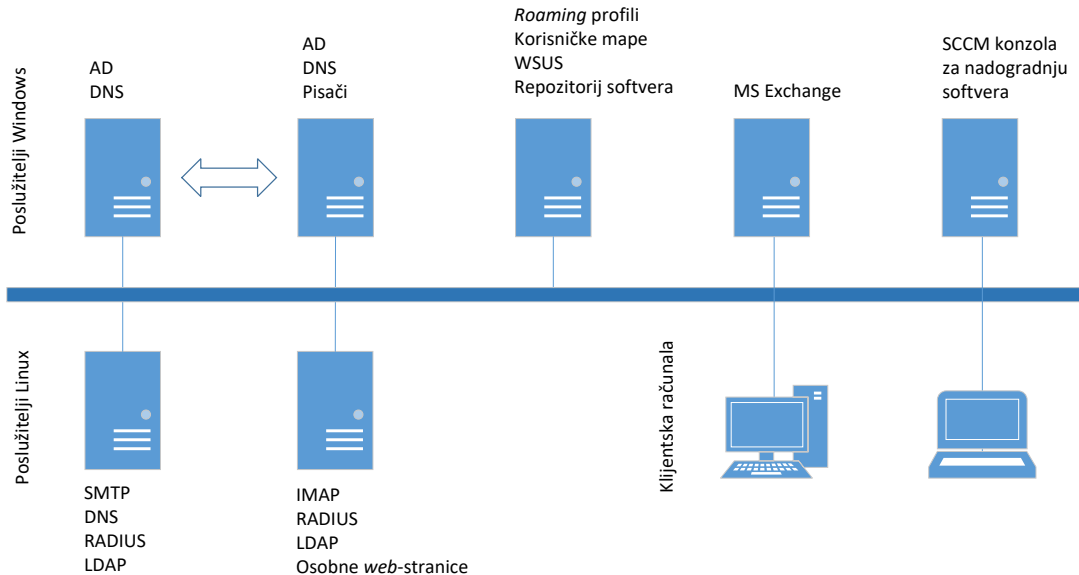 Poslužitelji Windows
AD
DNS
AD
DNS
Pisači
Roaming profili
Korisničke mape
WSUS
Repozitorij softvera
MS Exchange
SCCM konzola
za nadogradnju
softvera
Poslužitelji Linux
SMTP
DNS
RADIUS
LDAP
IMAP
RADIUS
LDAP
Osobne web-stranice
Klijentska računala